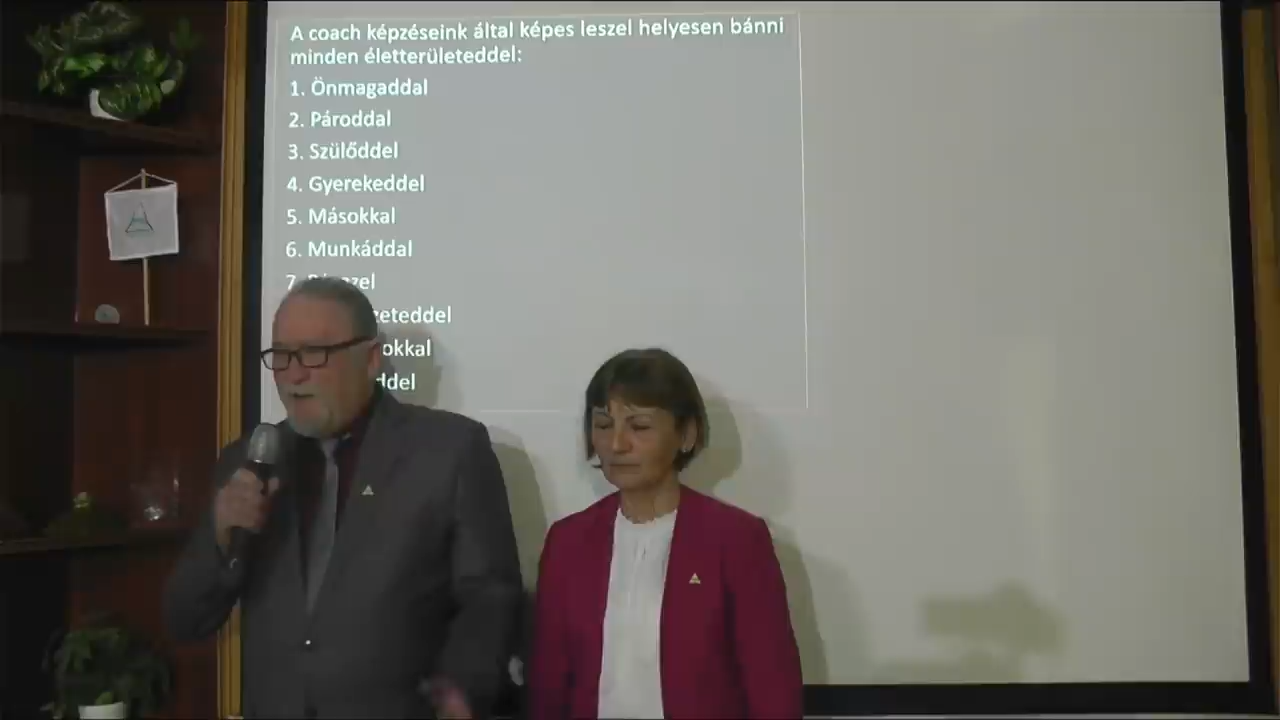 A coach képzéseink által képes leszel helyesen bánni
minden életterületeddel:
1. Önmagaddal
2. Pároddal
3. Szülőddel
4. Gyerekeddel
5. Másokkal
6. Munkáddal
7.